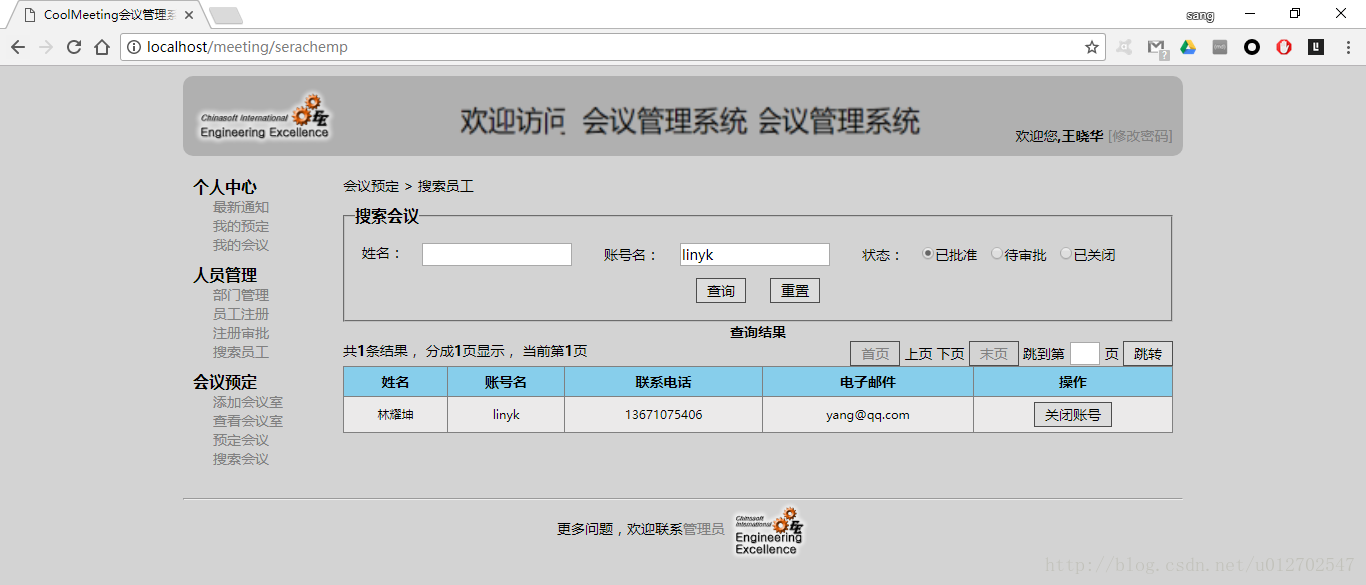 CoolMeeting会议管理系
sang
localhost/meeting/serachemp
Chinasoft International
Engineering Excellence
欢迎访问 会议管理系统 会议管理系统
欢迎您,王晓华 [修改密码]
个人中心
最新通知
我的预定
我的会议
人员管理
部门管理
员工注册
注册审批
搜索员工
会议预定
添加会议室
查看会议室
预定会议
搜索会议
会议预定 > 搜索员工
搜索会议
姓名： 账号名： linyk 状态： 已批准 待审批 已关闭
查询 重置
查询结果
共1条结果，分成1页显示，当前第1页 首页 上页 下页 末页 跳到第 页 跳转
姓名 账号名 联系电话 电子邮件 操作
林耀坤 linyk 13671075406 yang@qq.com 关闭账号
更多问题，欢迎联系管理员
Chinasoft
International
Engineering
Excellence
http://blog.csdn.net/u012702547